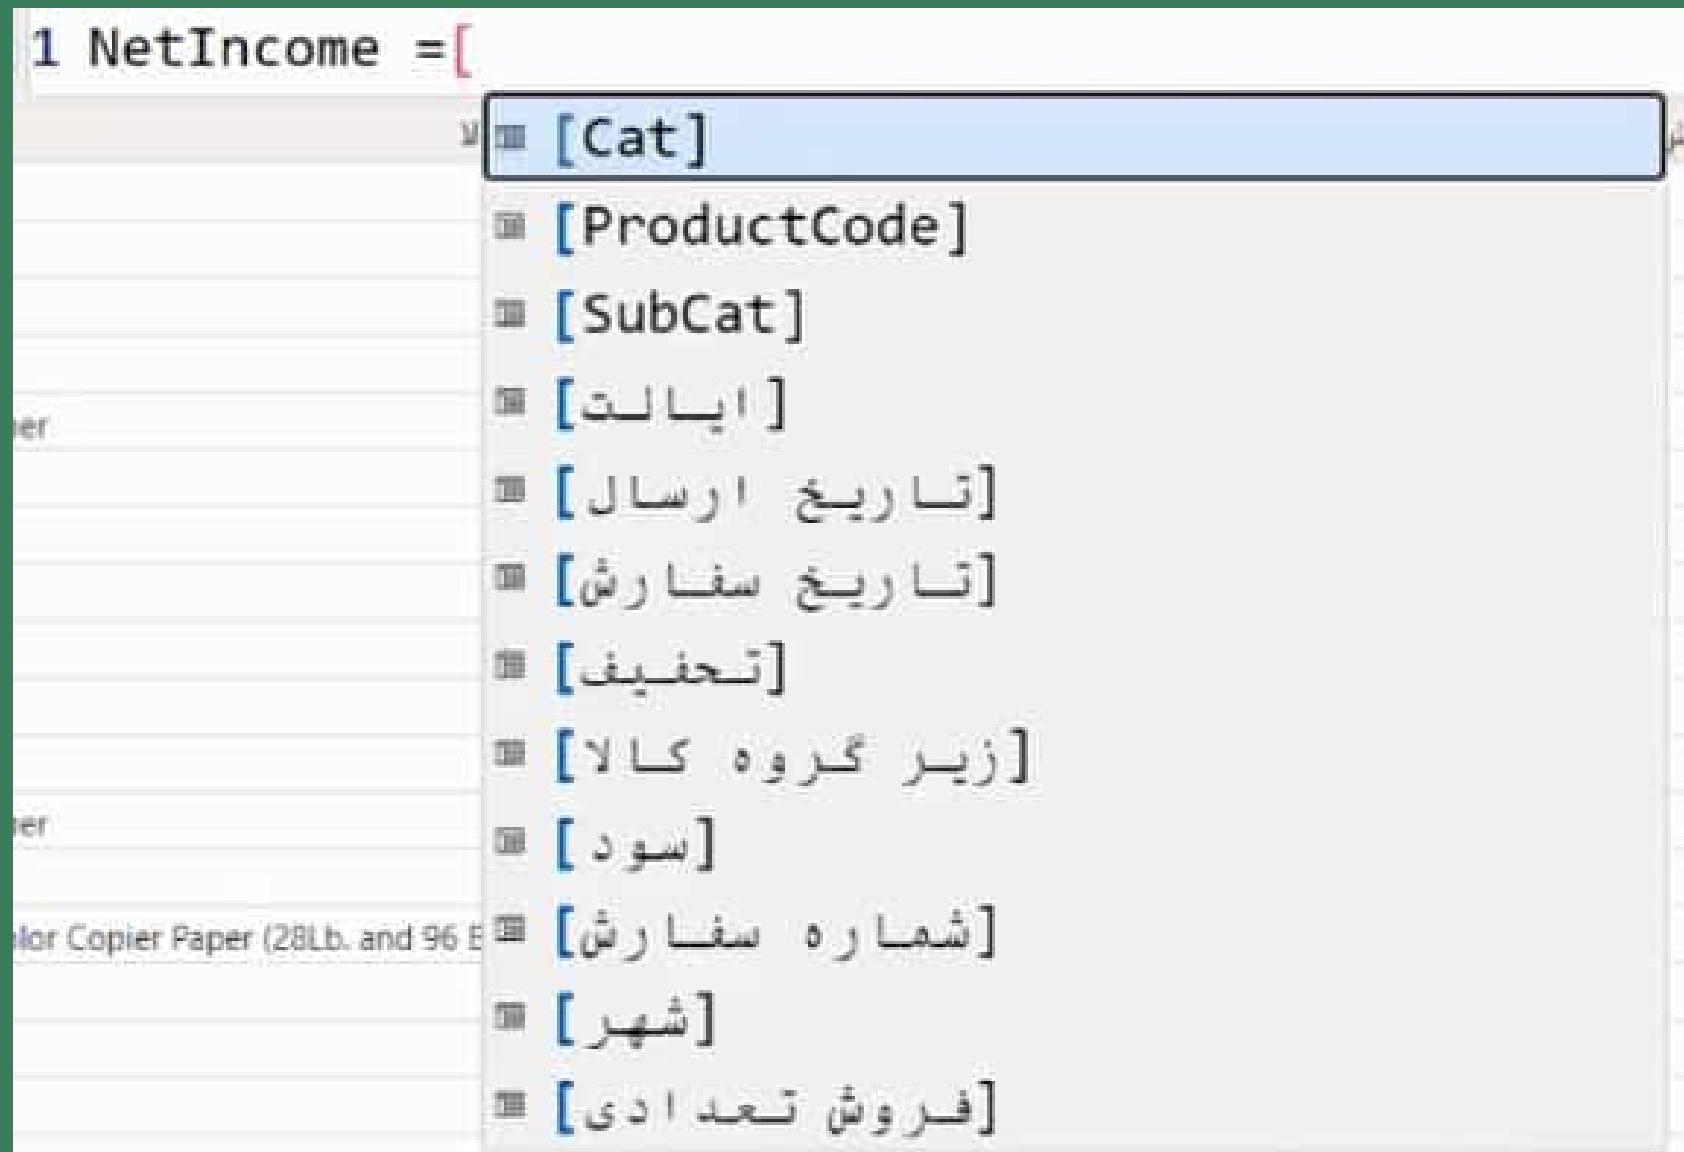 1 NetIncome =[
[Cat]
[ProductCode]
[SubCat]
[ایالت]
[تاریخ ارسال]
[تاریخ سفارش]
[تخفیف]
[زیر گروه کالا]
[سود]
[شماره سفارش]
[شهر]
[فروش تعدادی]
er
er
lor Copier Paper (28Lb. and 96